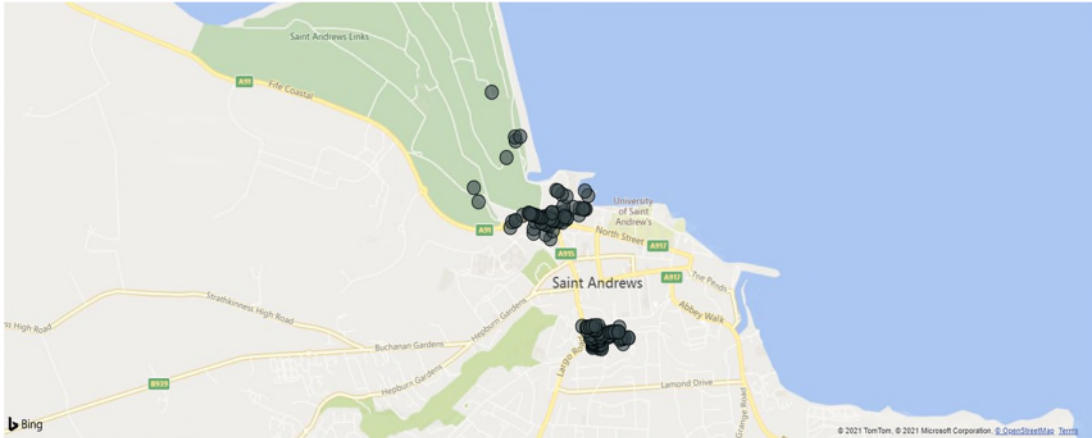 Saint Andrews Links
A91
Fife Coastal
University
of Saint
Andrew's
A91
North Street
A917
A915
The Pends
A917
Saint Andrews
Strathkinness High Road
Hepburn Gardens
Abbey Walk
ess High Road
Buchanan Gardens
Largo Road
B939
Hepburn Gardens
Lamond Drive
Grange Road
Bing
© 2021 TomTom, © 2021 Microsoft Corporation, © OpenStreetMap Terms